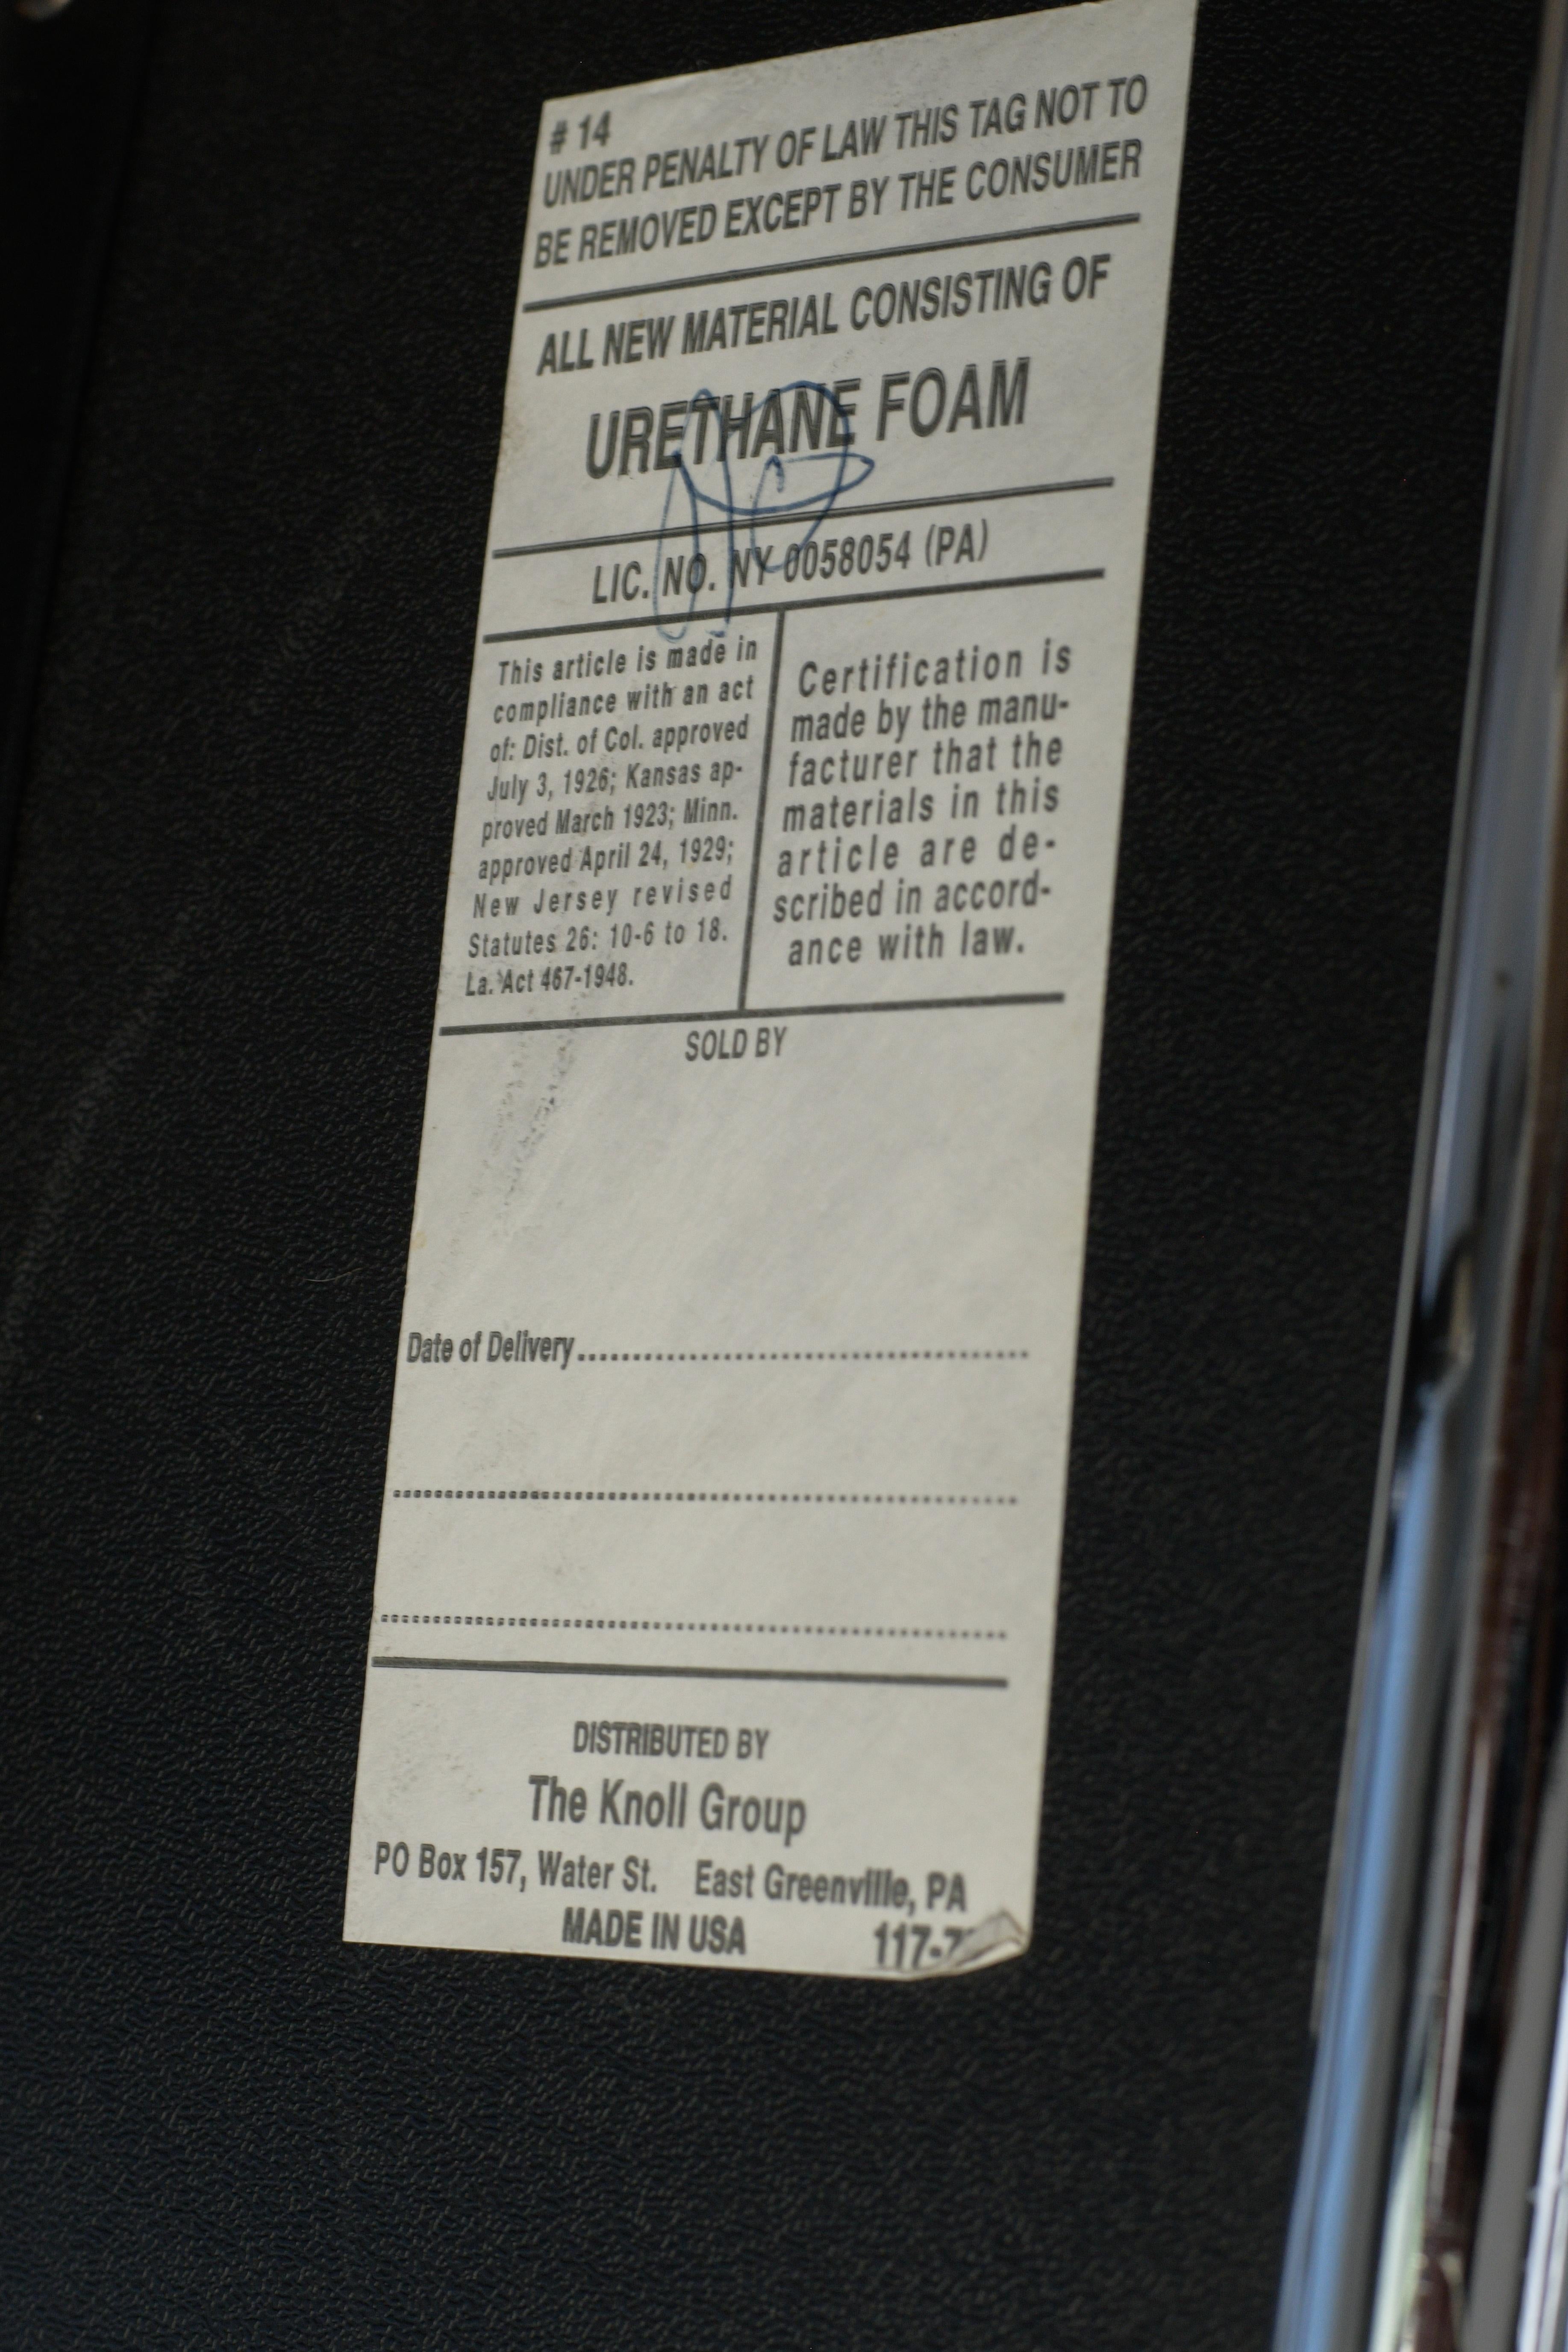 # 14
UNDER PENALTY OF LAW THIS TAG NOT TO
BE REMOVED EXCEPT BY THE CONSUMER
ALL NEW MATERIAL CONSISTING OF
URETHANE FOAM
LIC. NO. NY 0058054 (PA)
This article is made in
compliance with an act
of: Dist. of Col. approved
July 3, 1926; Kansas ap-
proved March 1923; Minn.
approved April 24, 1929;
New Jersey revised
Statutes 26: 10-6 to 18.
La. Act 467-1948.
Certification is
made by the manu-
facturer that the
materials in this
article are de-
scribed in accord-
ance with law.
SOLD BY
Date of Delivery........................................
DISTRIBUTED BY
The Knoll Group
PO Box 157, Water St. East Greenville, PA
MADE IN USA